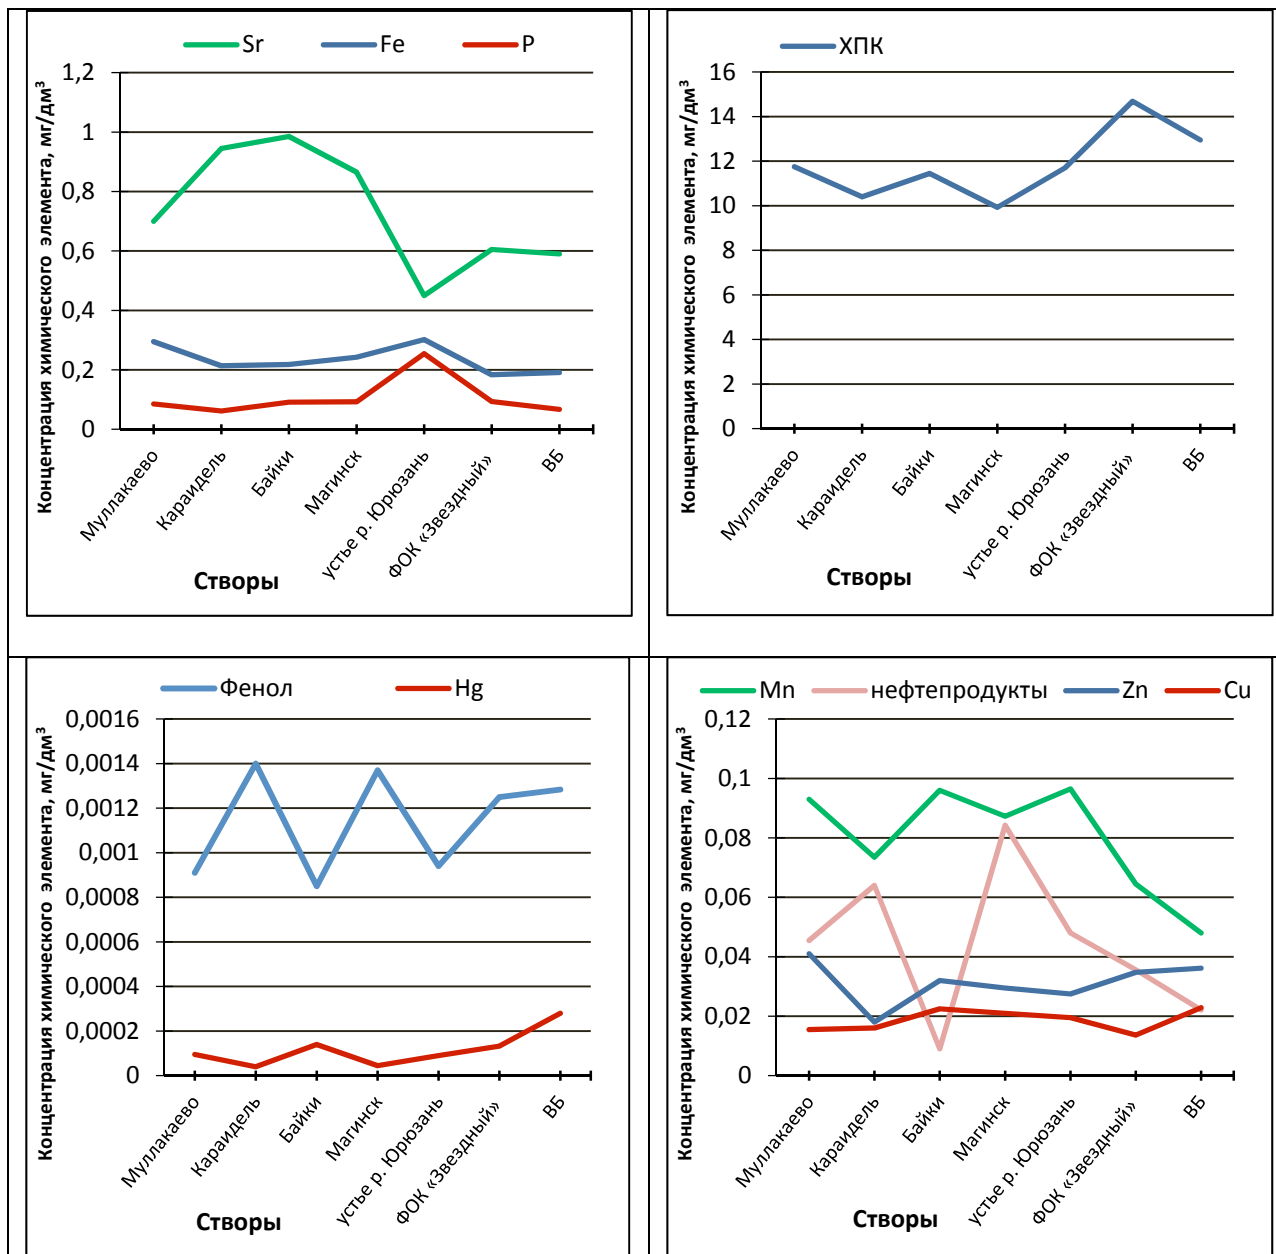 Sr Fe P
Концентрация химического элемента, мг/дм³
1,2
1
0,8
0,6
0,4
0,2
0
Муллакаево
Караидель
Байки
Магинск
устье р. Юрюзань
ФОК «Звездный»
ВБ
Створы
ХПК
Концентрация химического элемента, мг/дм³
16
14
12
10
8
6
4
2
0
Муллакаево
Караидель
Байки
Магинск
устье р. Юрюзань
ФОК «Звездный»
ВБ
Створы
Фенол Hg
Концентрация химического элемента, мг/дм³
0,0016
0,0014
0,0012
0,001
0,0008
0,0006
0,0004
0,0002
0
Муллакаево
Караидель
Байки
Магинск
устье р. Юрюзань
ФОК «Звездный»
ВБ
Створы
Mn нефтепродукты Zn Cu
Концентрация химического элемента, мг/дм³
0,12
0,1
0,08
0,06
0,04
0,02
0
Муллакаево
Караидель
Байки
Магинск
устье р. Юрюзань
ФОК «Звездный»
ВБ
Створы